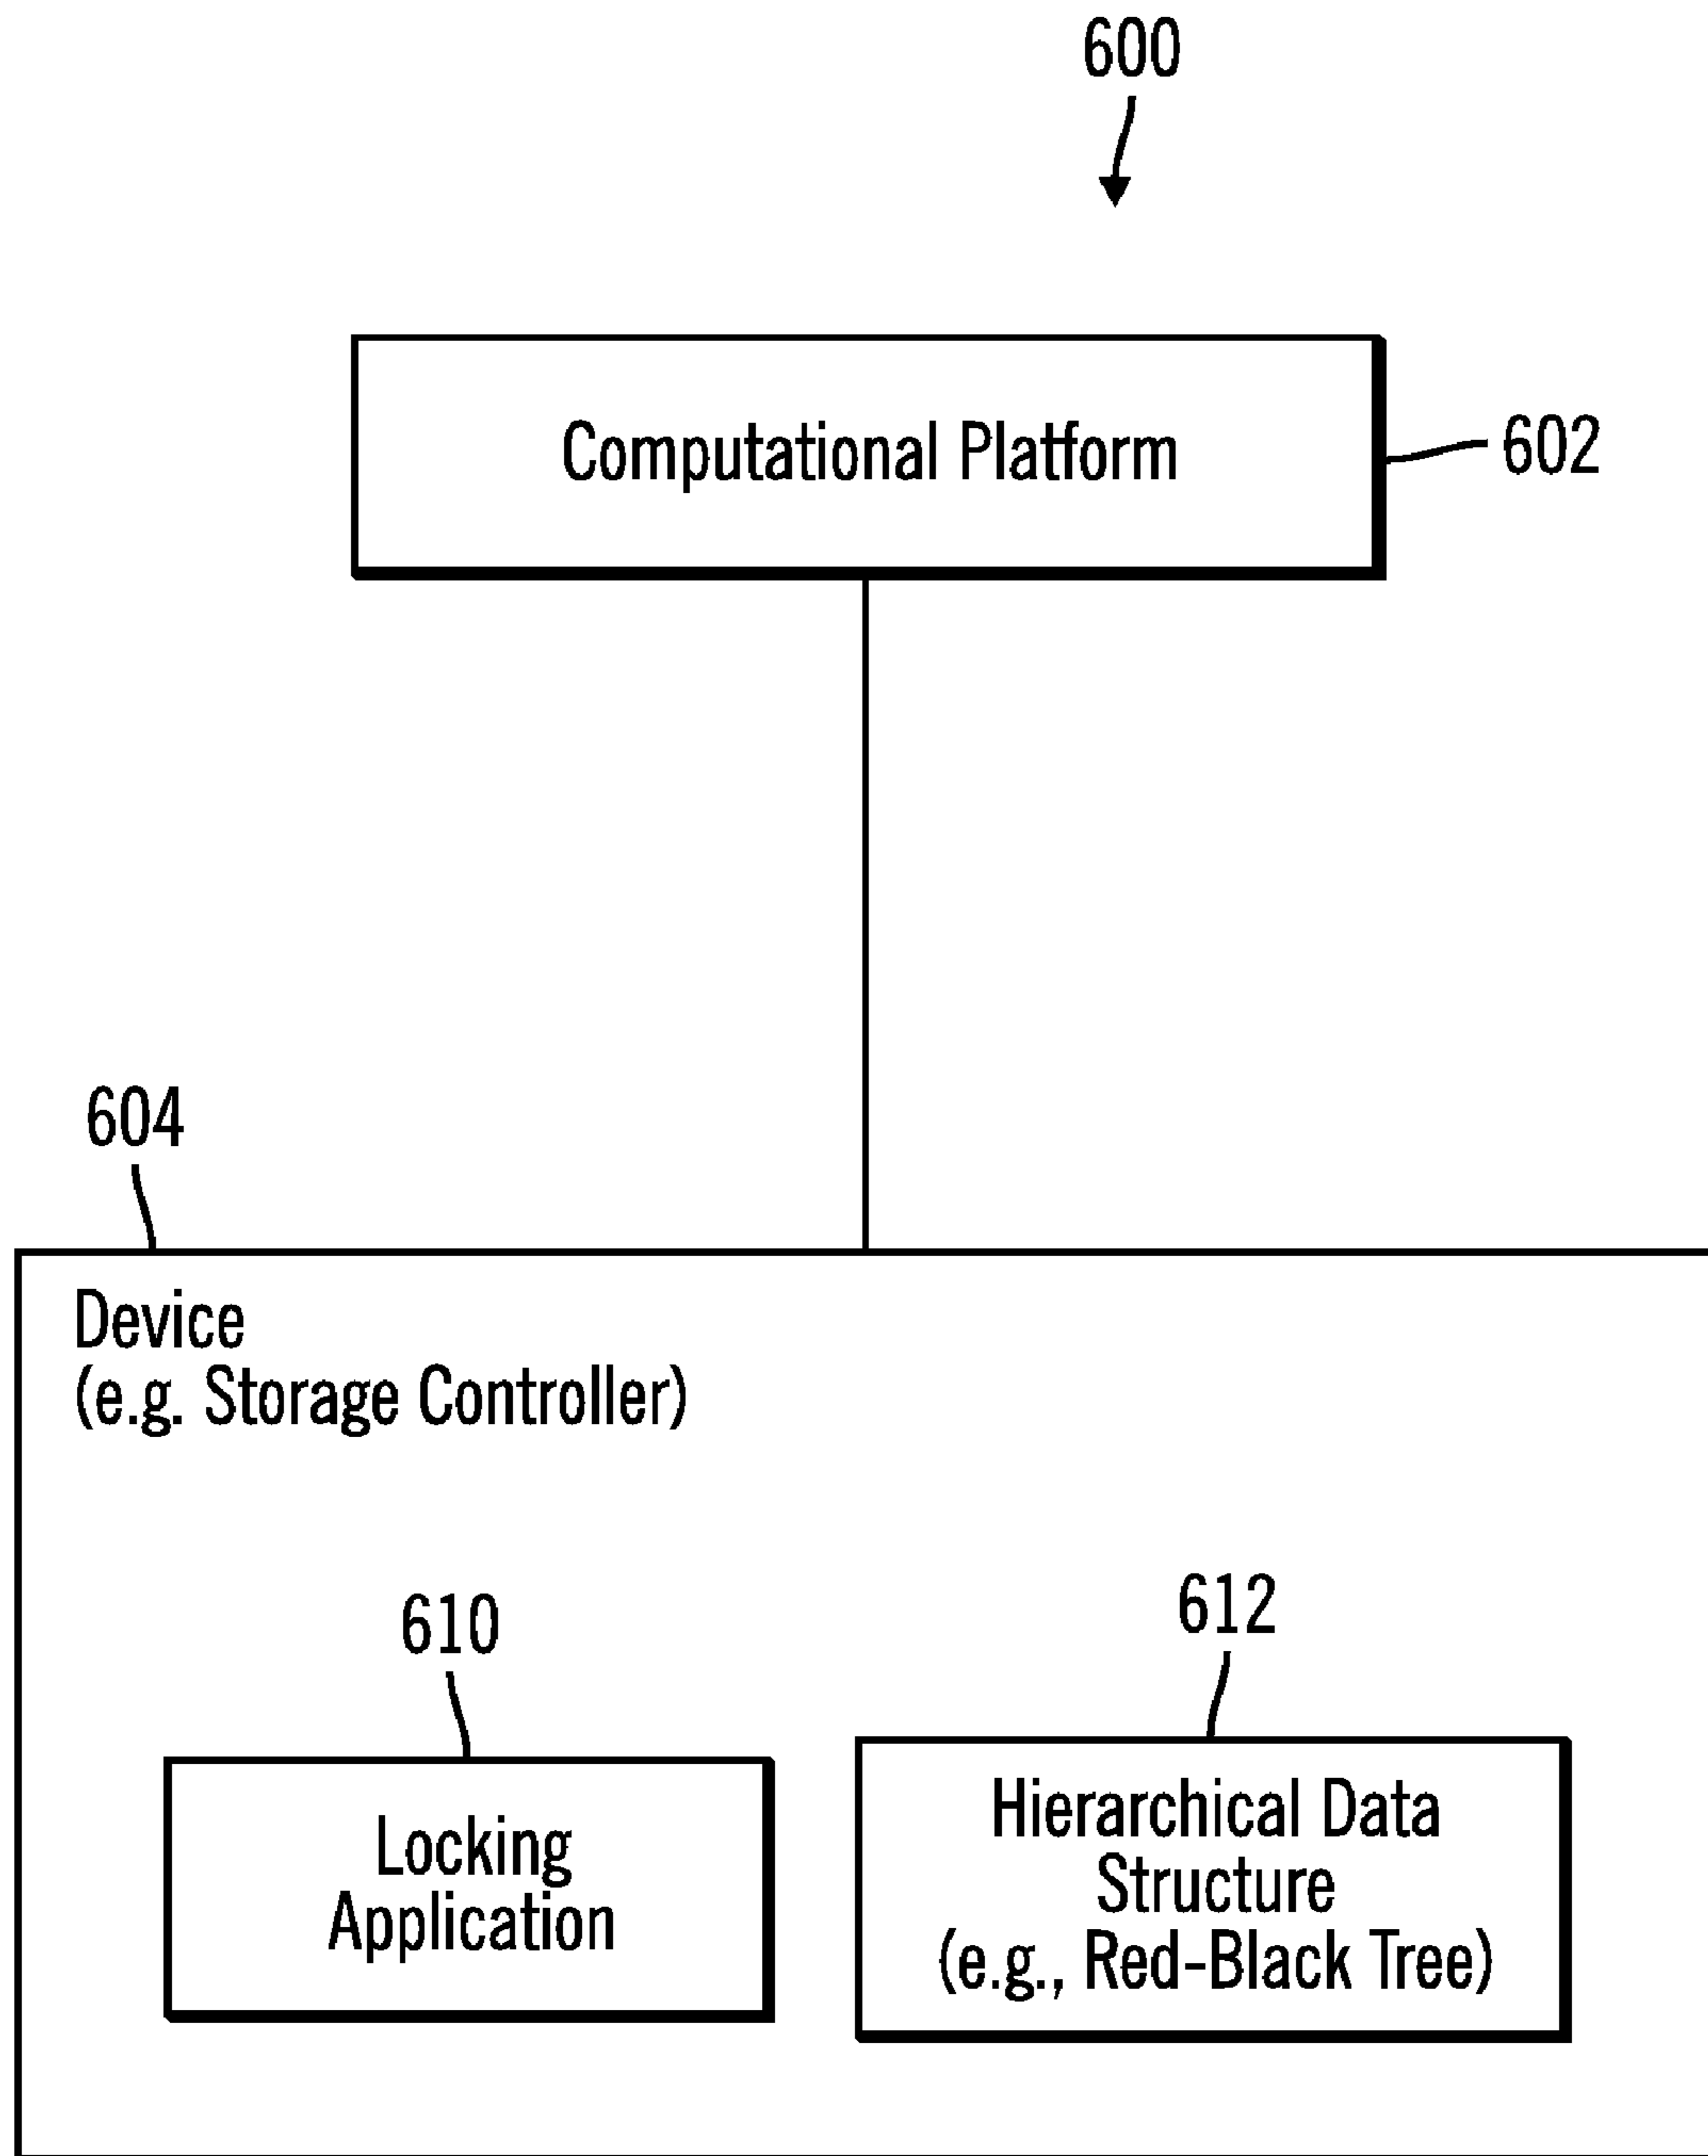 600
Computational Platform
602
604
Device
(e.g. Storage Controller)
610
612
Locking
Application
Hierarchical Data
Structure
(e.g., Red-Black Tree)